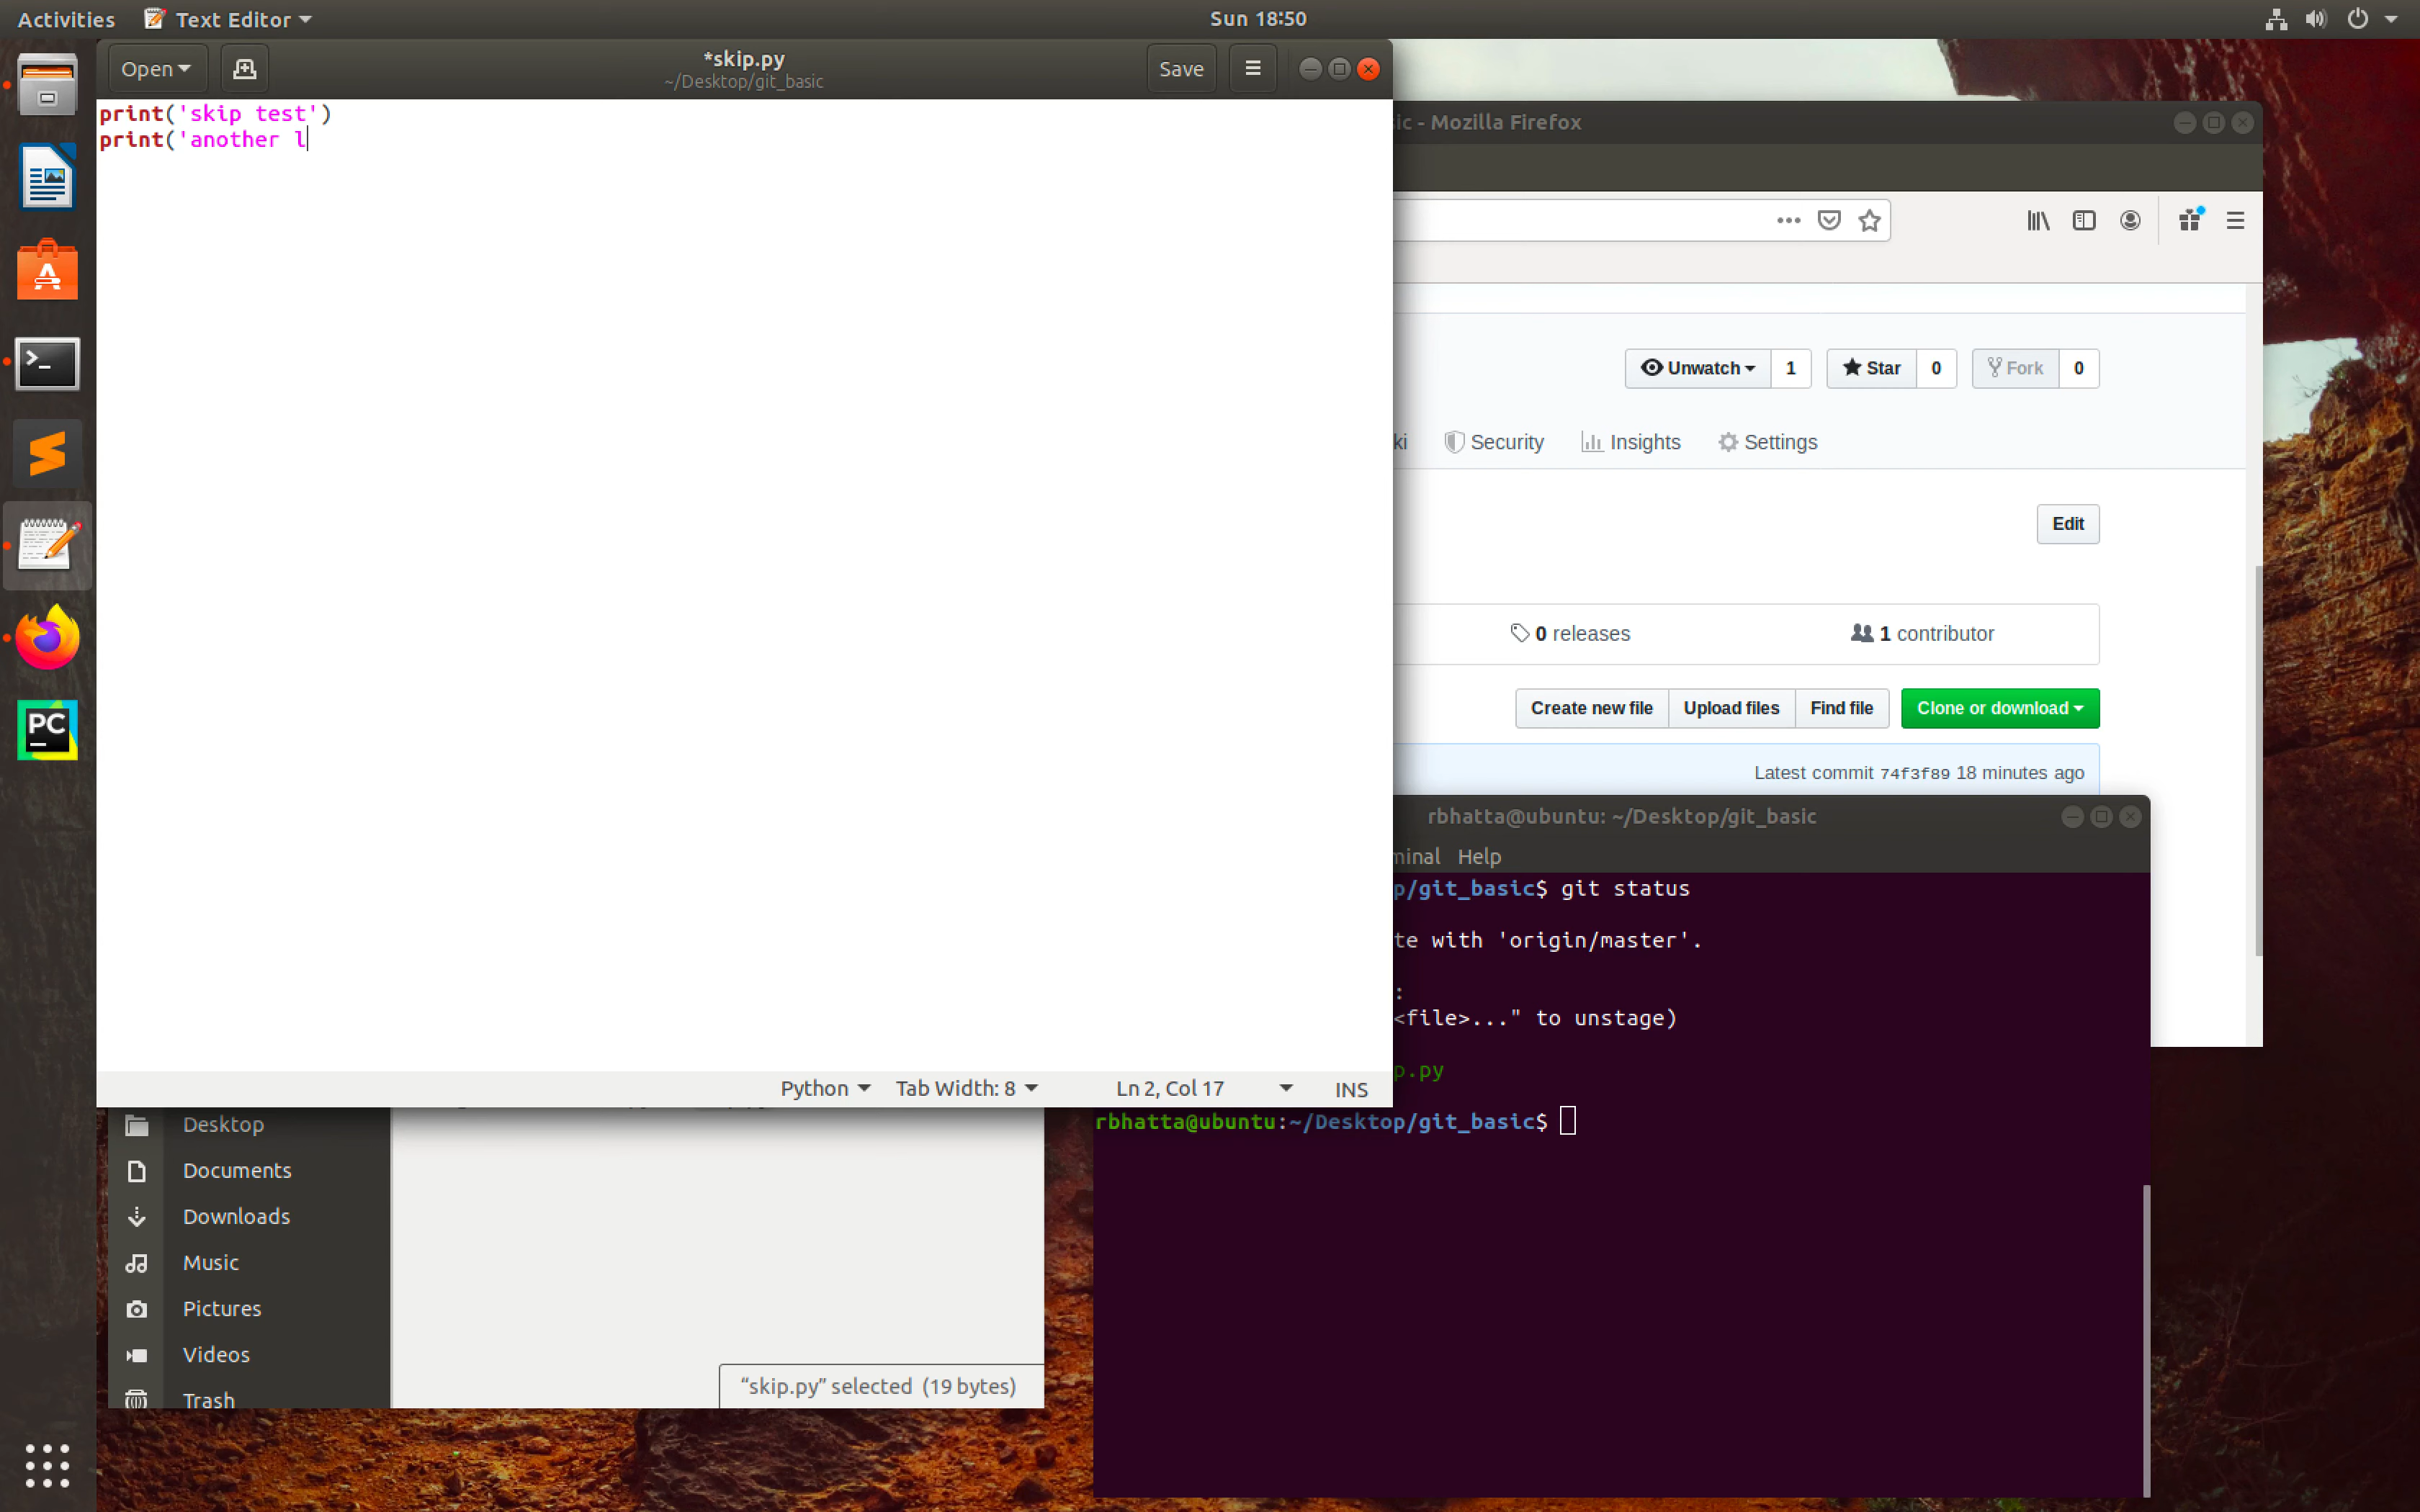 Activities Text Editor Sun 18:50
Open *skip.py Save
~/Desktop/git_basic
print('skip test')
print('another l
Python Tab Width: 8 Ln 2, Col 17 INS
ic - Mozilla Firefox
Unwatch 1 Star 0 Fork 0
ki Security Insights Settings
Edit
0 releases 1 contributor
Create new file Upload files Find file Clone or download
Latest commit 74f3f89 18 minutes ago
rbhatta@ubuntu: ~/Desktop/git_basic
minal Help
p/git_basic$ git status
te with 'origin/master'.
:
<file>..." to unstage)
p.py
rbhatta@ubuntu:~/Desktop/git_basic$
Desktop
Documents
Downloads
Music
Pictures
Videos
Trash
“skip.py” selected (19 bytes)
PC